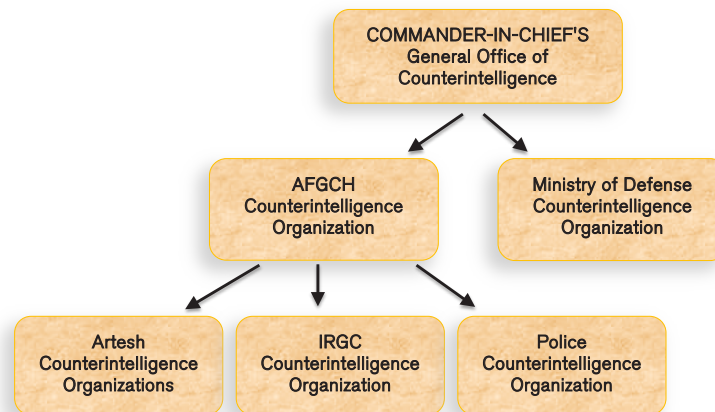 COMMANDER-IN-CHIEF'S
General Office of
Counterintelligence
AFGCH
Counterintelligence
Organization
Ministry of Defense
Counterintelligence
Organization
Artesh
Counterintelligence
Organizations
IRGC
Counterintelligence
Organization
Police
Counterintelligence
Organization